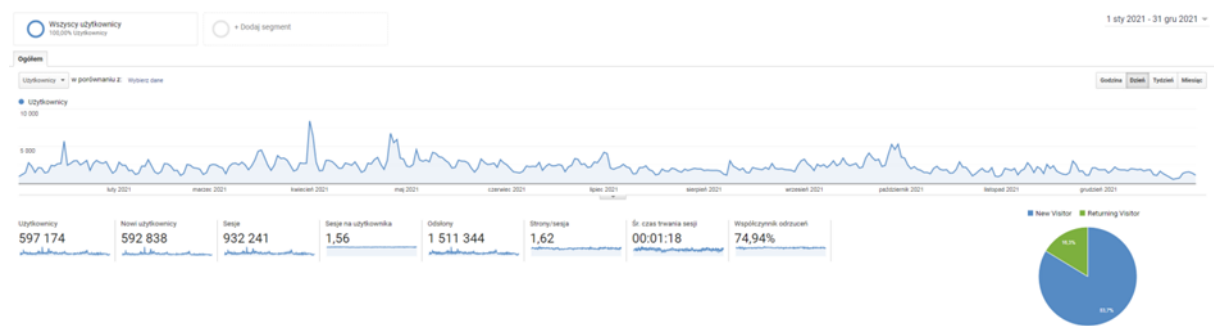 Wszyscy użytkownicy
100,00% Użytkownicy
+ Dodaj segment
1 sty 2021 - 31 gru 2021
Ogółem
Użytkownicy
w porównaniu z:
Wybierz dane
Godzina Dzień Tydzień Miesiąc
Użytkownicy
10 000
5 000
luty 2021 marzec 2021 kwiecień 2021 maj 2021 czerwiec 2021 lipiec 2021 sierpień 2021 wrzesień 2021 październik 2021 listopad 2021 grudzień 2021
New Visitor Returning Visitor
Użytkownicy
597 174
Nowi użytkownicy
592 838
Sesje
932 241
Sesje na użytkownika
1,56
Odsłony
1 511 344
Strony/sesja
1,62
Śr. czas trwania sesji
00:01:18
Współczynnik odrzuceń
74,94%
16,3%
83,7%